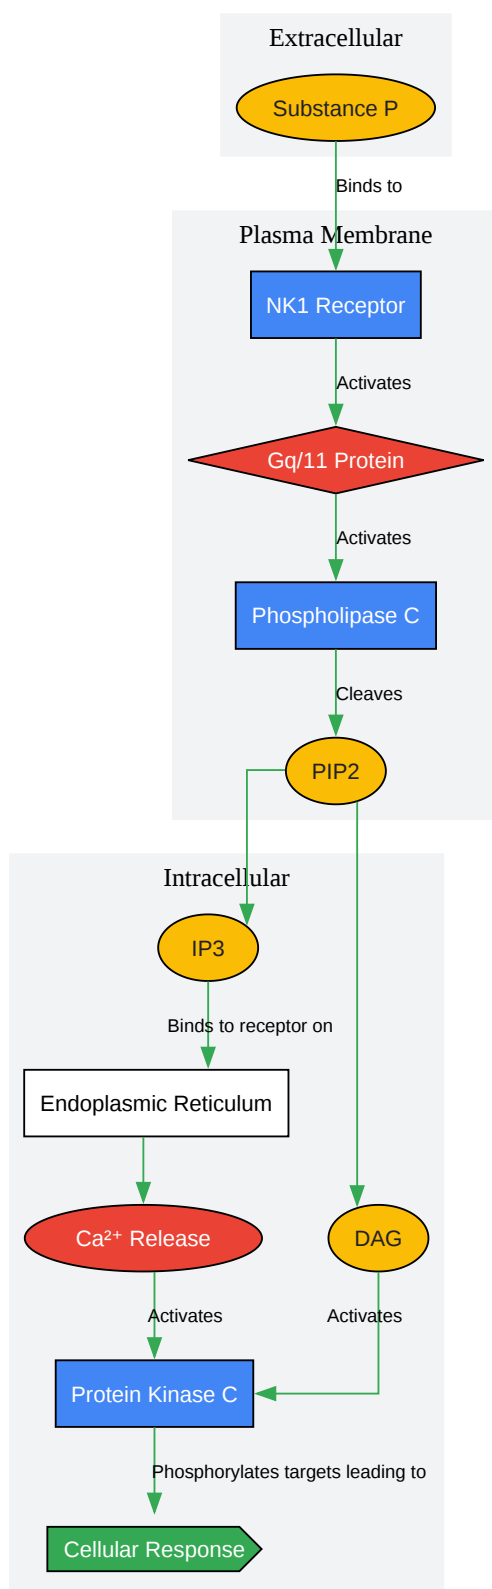 Extracellular
Substance P
Binds to
Plasma Membrane
NK1 Receptor
Activates
Gq/11 Protein
Activates
Phospholipase C
Cleaves
PIP2
Intracellular
IP3
Binds to receptor on
Endoplasmic Reticulum
Ca²⁺ Release
DAG
Activates
Activates
Protein Kinase C
Phosphorylates targets leading to
Cellular Response